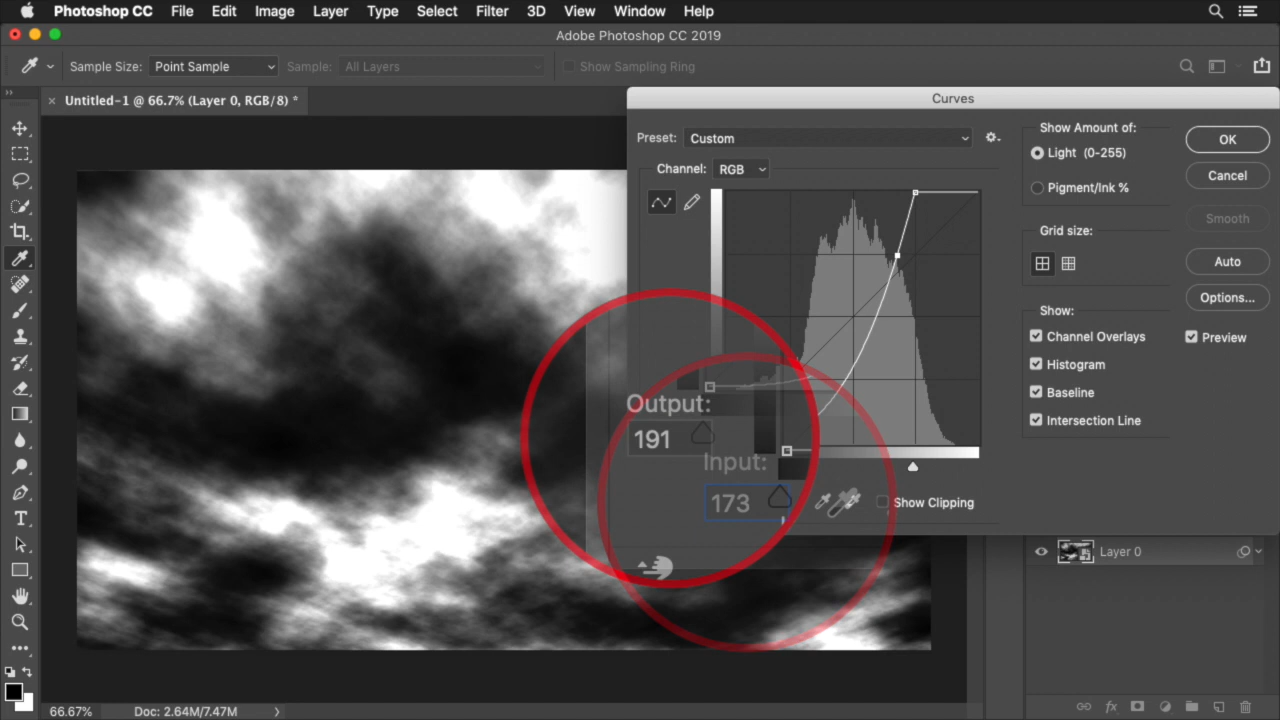 Photoshop CC File Edit Image Layer Type Select Filter 3D View Window Help
Adobe Photoshop CC 2019
Sample Size: Point Sample Sample: All Layers Show Sampling Ring
Untitled-1 @ 66.7% (Layer 0, RGB/8) *
Curves
Preset: Custom
Channel: RGB
Show Amount of:
Light (0-255)
Pigment/Ink %
Grid size:
Show:
Channel Overlays
Histogram
Baseline
Intersection Line
OK
Cancel
Smooth
Auto
Options...
Preview
Output:
191
Input:
173
Show Clipping
Layer 0
fx
66.67% Doc: 2.64M/7.47M